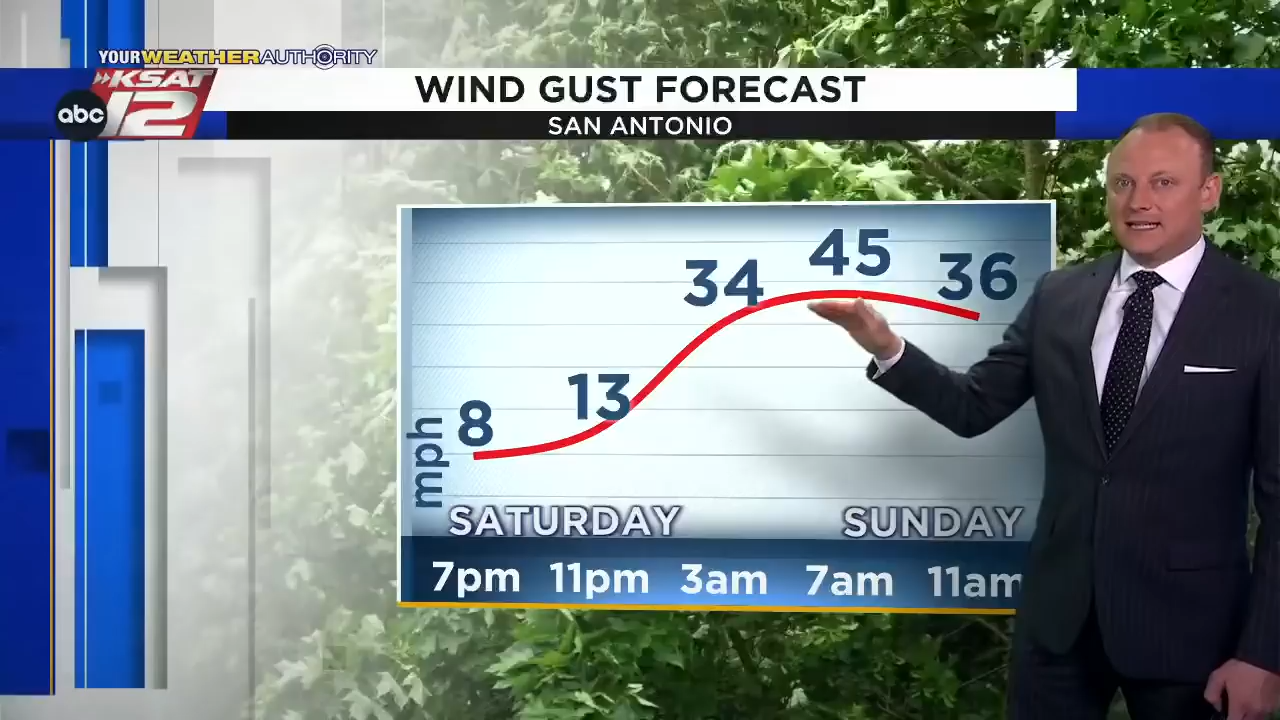 YOUR WEATHER AUTHORITY
KSAT
abc 12
WIND GUST FORECAST
SAN ANTONIO
45
34
36
13
8
mph
SATURDAY SUNDAY
7pm 11pm 3am 7am 11am